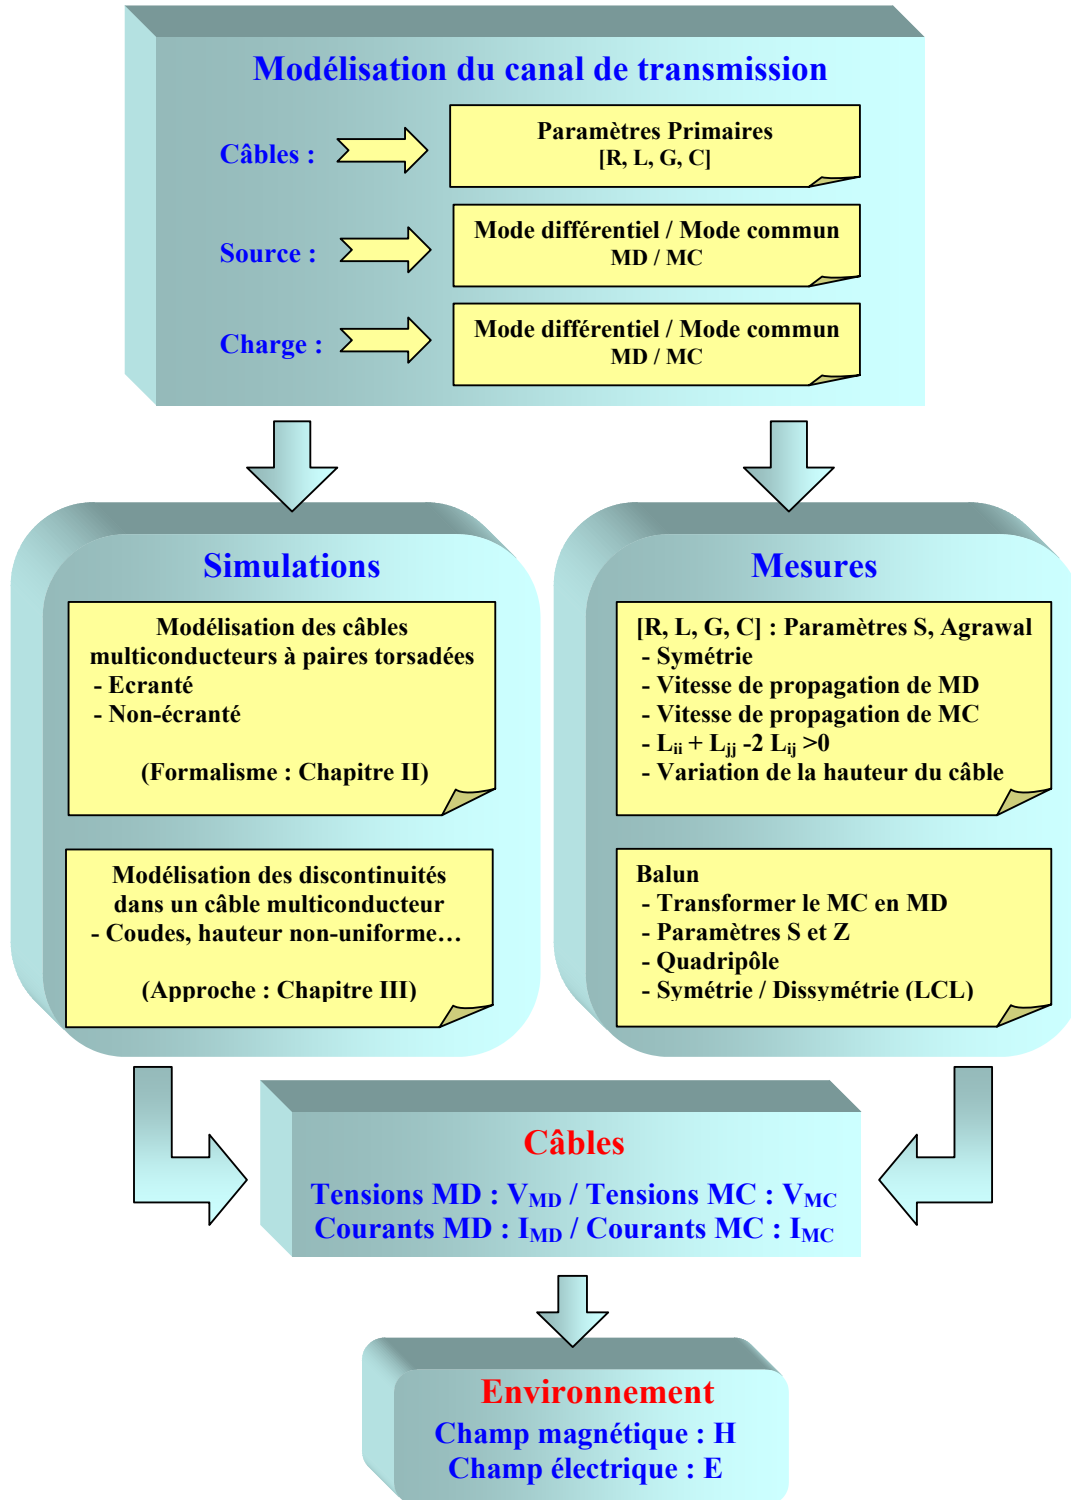 Modélisation du canal de transmission
Câbles :
Paramètres Primaires
[R, L, G, C]
Source :
Mode différentiel / Mode commun
MD / MC
Charge :
Mode différentiel / Mode commun
MD / MC
Simulations
Modélisation des câbles
multiconducteurs à paires torsadées
- Ecranté
- Non-écranté
(Formalisme : Chapitre II)
Modélisation des discontinuités
dans un câble multiconducteur
- Coudes, hauteur non-uniforme…
(Approche : Chapitre III)
Mesures
[R, L, G, C] : Paramètres S, Agrawal
- Symétrie
- Vitesse de propagation de MD
- Vitesse de propagation de MC
- Lii + Ljj -2 Lij >0
- Variation de la hauteur du câble
Balun
- Transformer le MC en MD
- Paramètres S et Z
- Quadripôle
- Symétrie / Dissymétrie (LCL)
Câbles
Tensions MD : VMD / Tensions MC : VMC
Courants MD : IMD / Courants MC : IMC
Environnement
Champ magnétique : H
Champ électrique : E